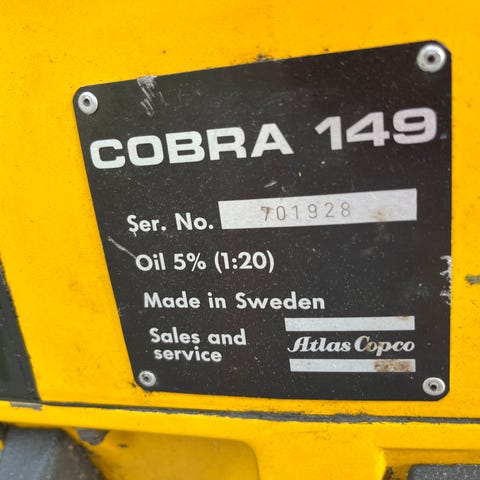 COBRA 149
Ser. No. 701928
Oil 5% (1:20)
Made in Sweden
Sales and
service
Atlas Copco